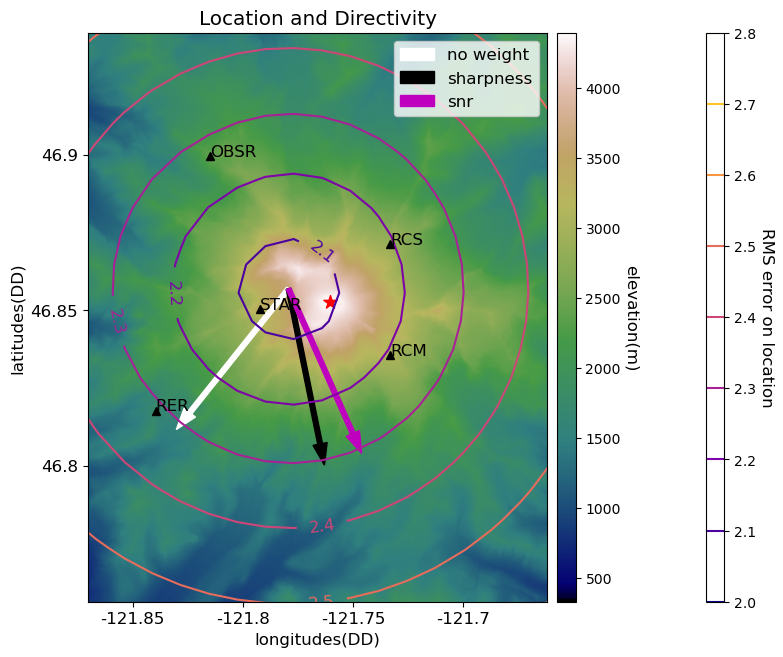 Location and Directivity
no weight
sharpness
snr
OBSR
RCS
STAR
RCM
RER
2.1
2.2
2.3
2.4
2.5
46.9
46.85
46.8
latitudes(DD)
-121.85
-121.8
-121.75
-121.7
longitudes(DD)
4000
3500
3000
2500
2000
1500
1000
500
elevation(m)
2.8
2.7
2.6
2.5
2.4
2.3
2.2
2.1
2.0
RMS error on location